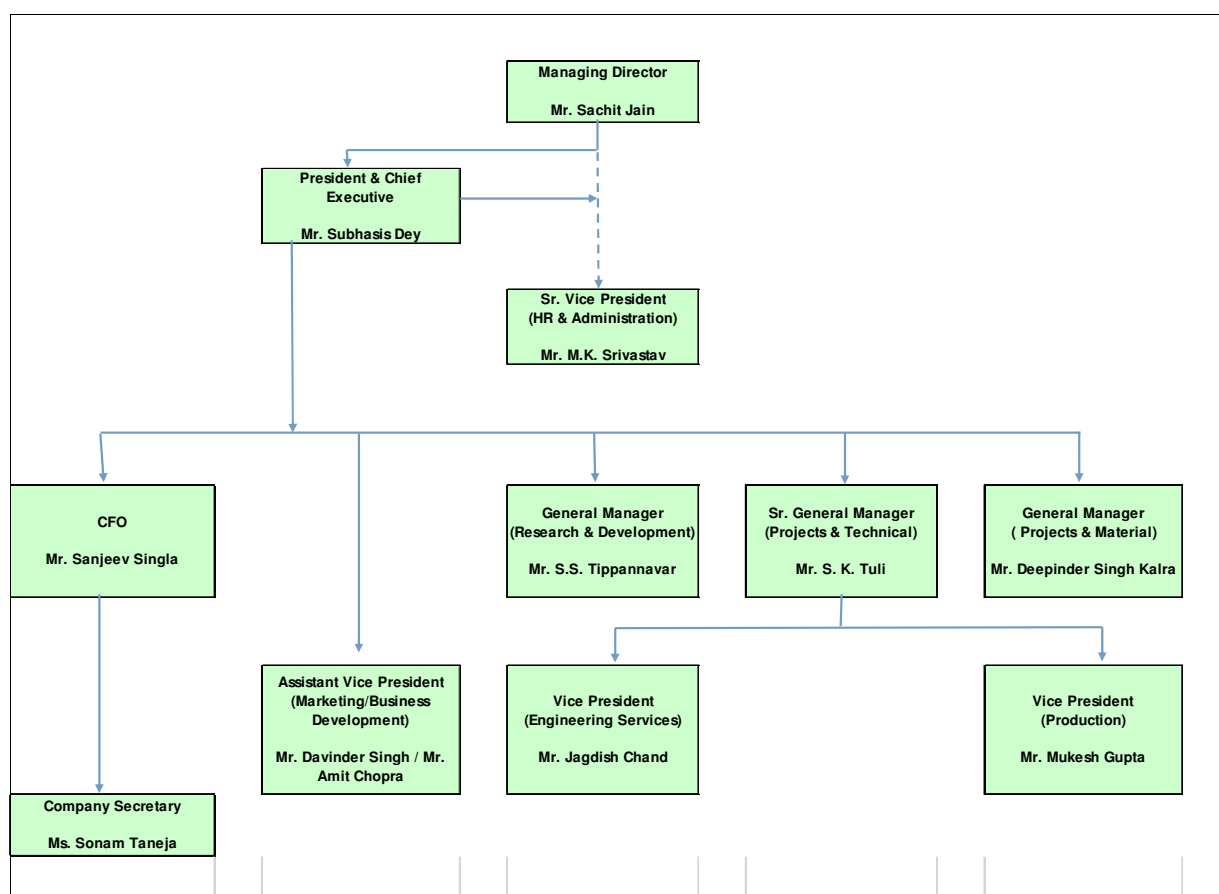 Managing Director
Mr. Sachit Jain
President & Chief
Executive
Mr. Subhasis Dey
Sr. Vice President
(HR & Administration)
Mr. M.K. Srivastav
CFO
Mr. Sanjeev Singla
General Manager
(Research & Development)
Mr. S.S. Tippannavar
Sr. General Manager
(Projects & Technical)
Mr. S. K. Tuli
General Manager
( Projects & Material)
Mr. Deepinder Singh Kalra
Assistant Vice President
(Marketing/Business
Development)
Mr. Davinder Singh / Mr.
Amit Chopra
Vice President
(Engineering Services)
Mr. Jagdish Chand
Vice President
(Production)
Mr. Mukesh Gupta
Company Secretary
Ms. Sonam Taneja